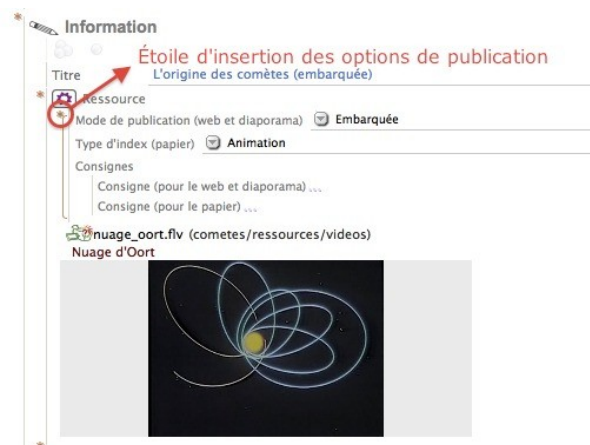 Information
Étoile d'insertion des options de publication
Titre L'origine des comètes (embarquée)
Ressource
Mode de publication (web et diaporama) Embarquée
Type d'index (papier) Animation
Consignes
Consigne (pour le web et diaporama) ...
Consigne (pour le papier) ...
nuage_oort.flv (cometes/ressources/videos)
Nuage d'Oort